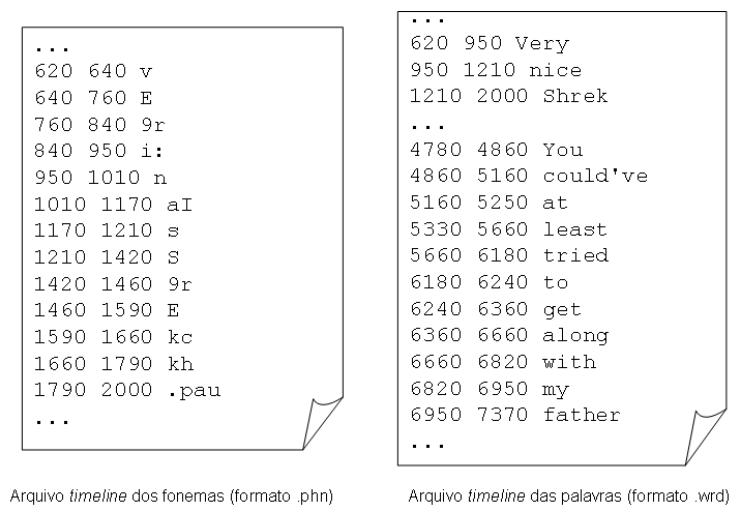 ...
620 640 v
640 760 E
760 840 9r
840 950 i:
950 1010 n
1010 1170 aI
1170 1210 s
1210 1420 S
1420 1460 9r
1460 1590 E
1590 1660 kc
1660 1790 kh
1790 2000 .pau
...
Arquivo timeline dos fonemas (formato .phn)
...
620 950 Very
950 1210 nice
1210 2000 Shrek
...
4780 4860 You
4860 5160 could've
5160 5250 at
5330 5660 least
5660 6180 tried
6180 6240 to
6240 6360 get
6360 6660 along
6660 6820 with
6820 6950 my
6950 7370 father
...
Arquivo timeline das palavras (formato .wrd)